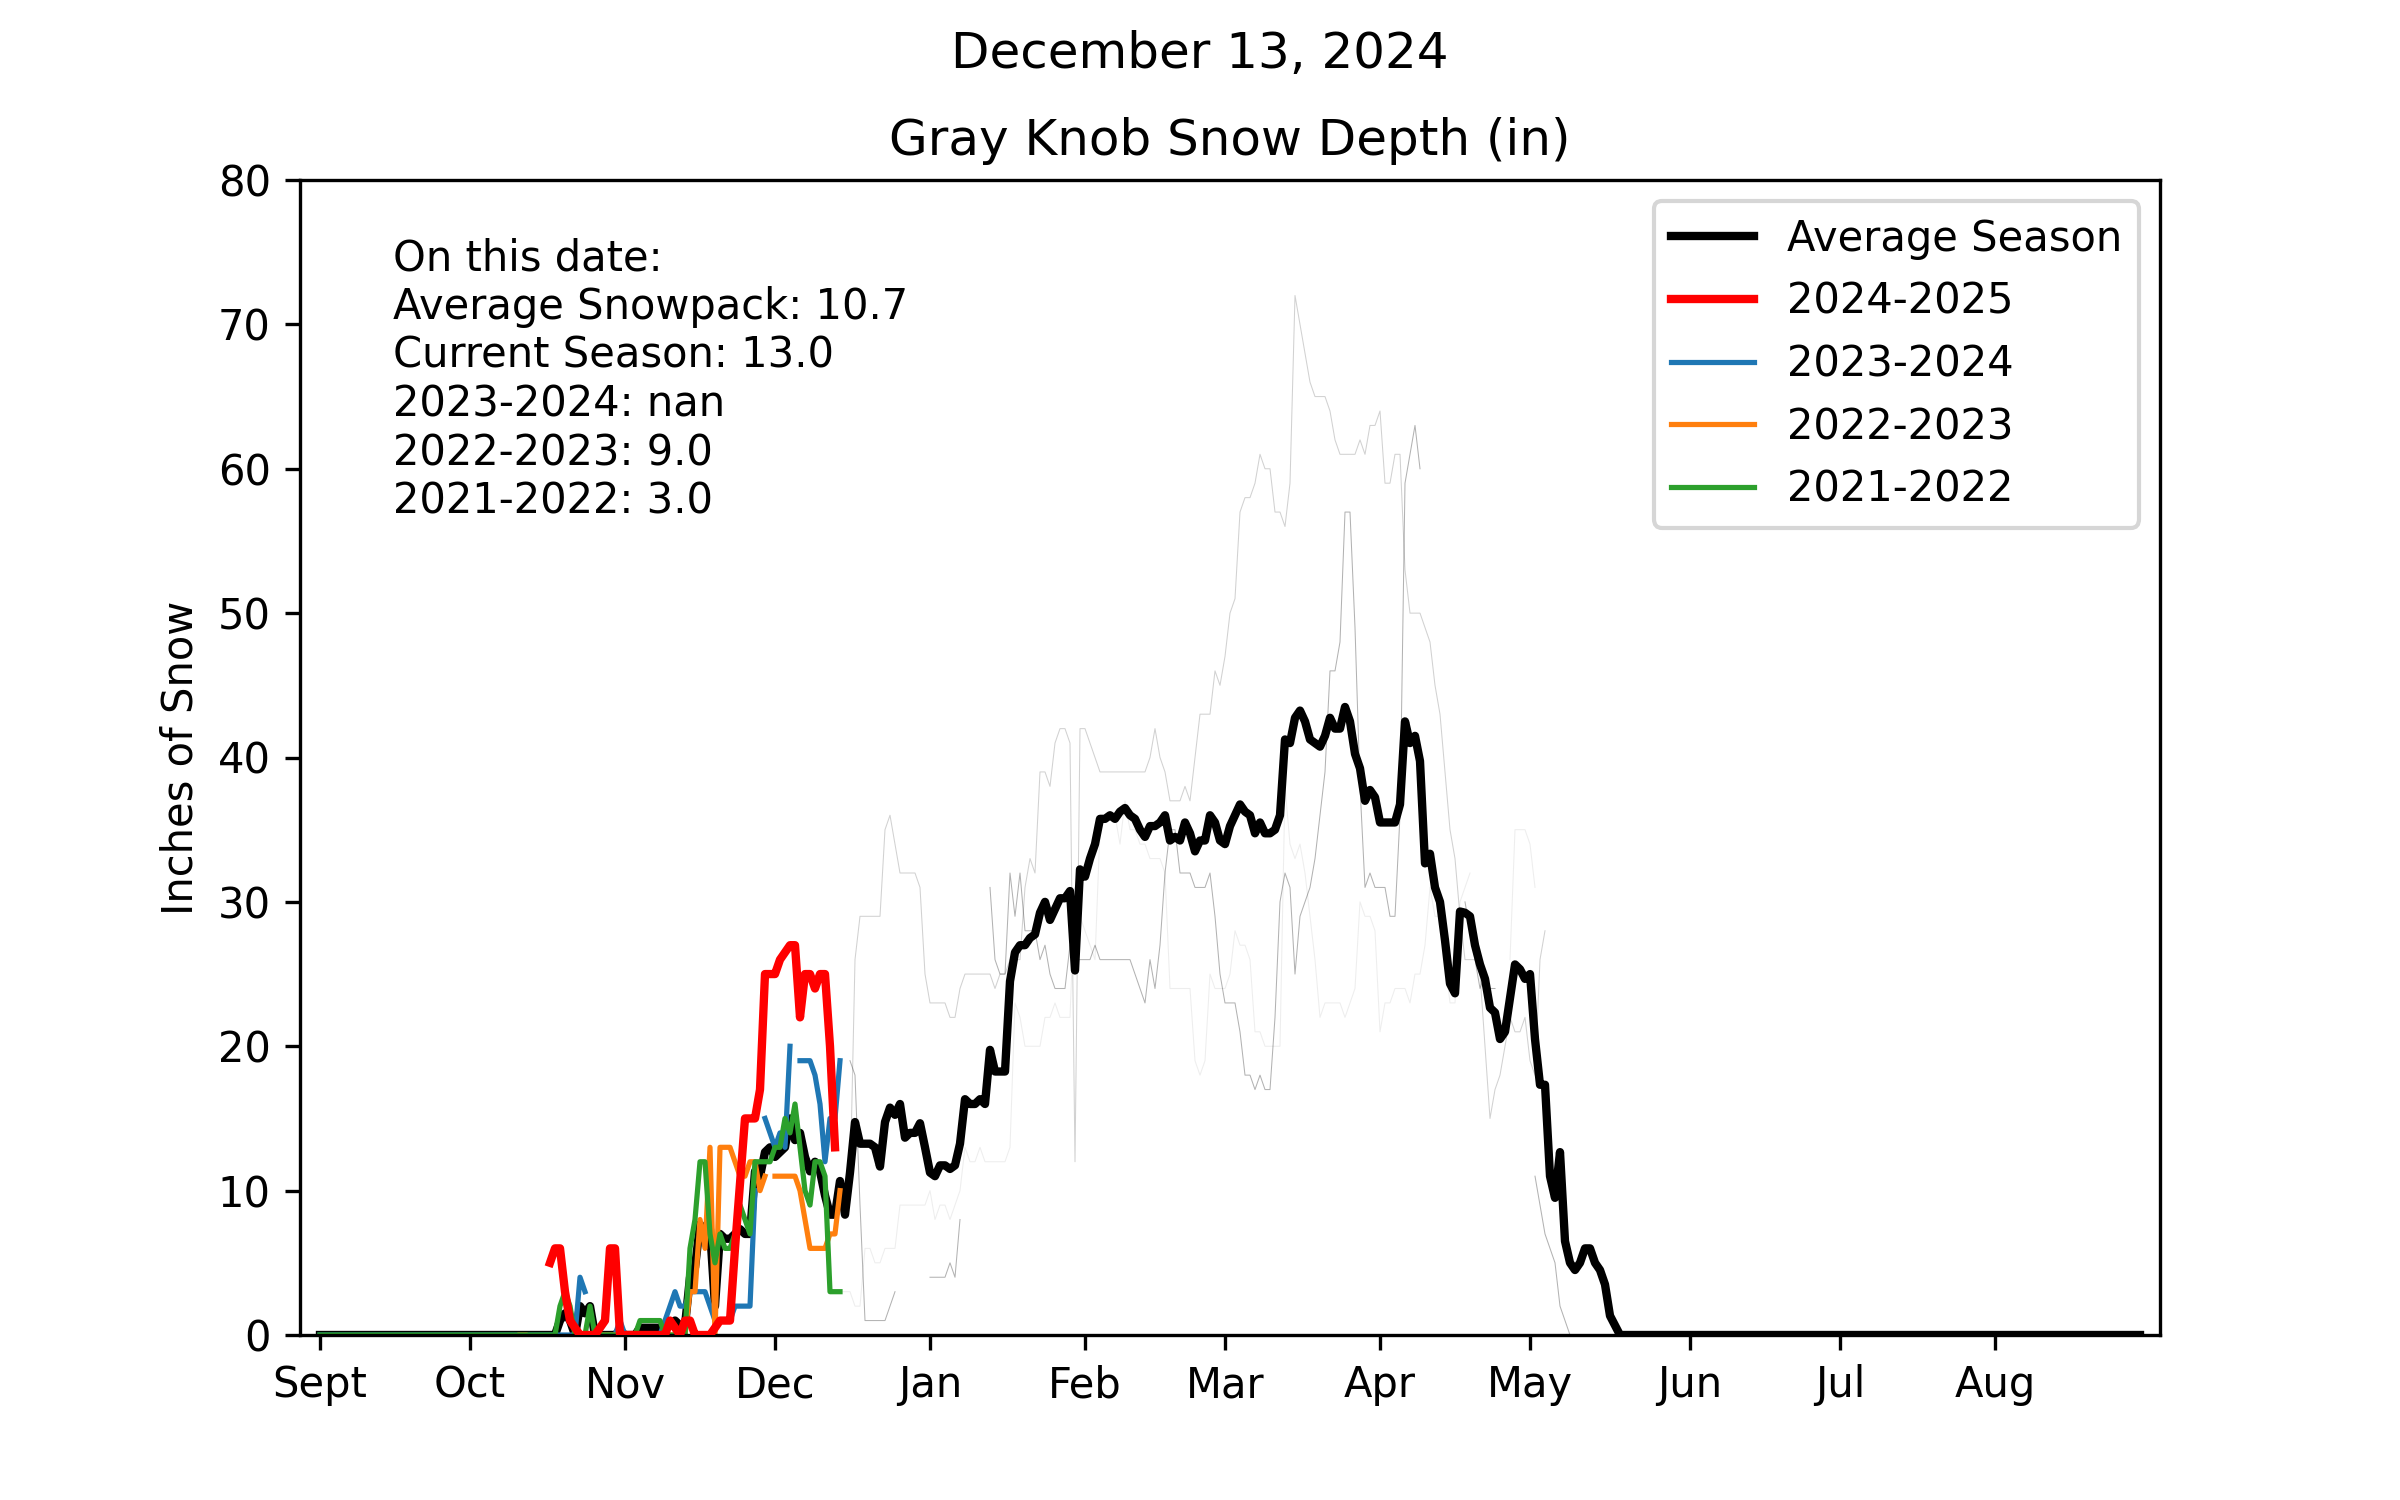 December 13, 2024
Gray Knob Snow Depth (in)
80
70
60
50
40
30
20
10
0
Inches of Snow
On this date:
Average Snowpack: 10.7
Current Season: 13.0
2023-2024: nan
2022-2023: 9.0
2021-2022: 3.0
Average Season
2024-2025
2023-2024
2022-2023
2021-2022
Sept Oct Nov Dec Jan Feb Mar Apr May Jun Jul Aug